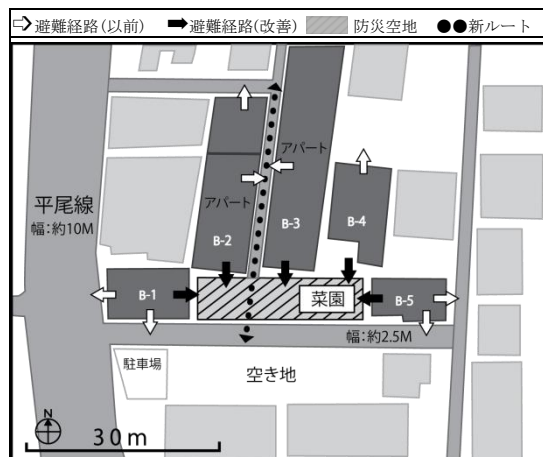 避難経路(以前) 避難経路(改善) 防災空地 ●●新ルート
アパート
アパート
平尾線
幅:約10M
B-2
B-3
B-4
B-1
菜園
B-5
幅:約2.5M
駐車場
空き地
N
30m